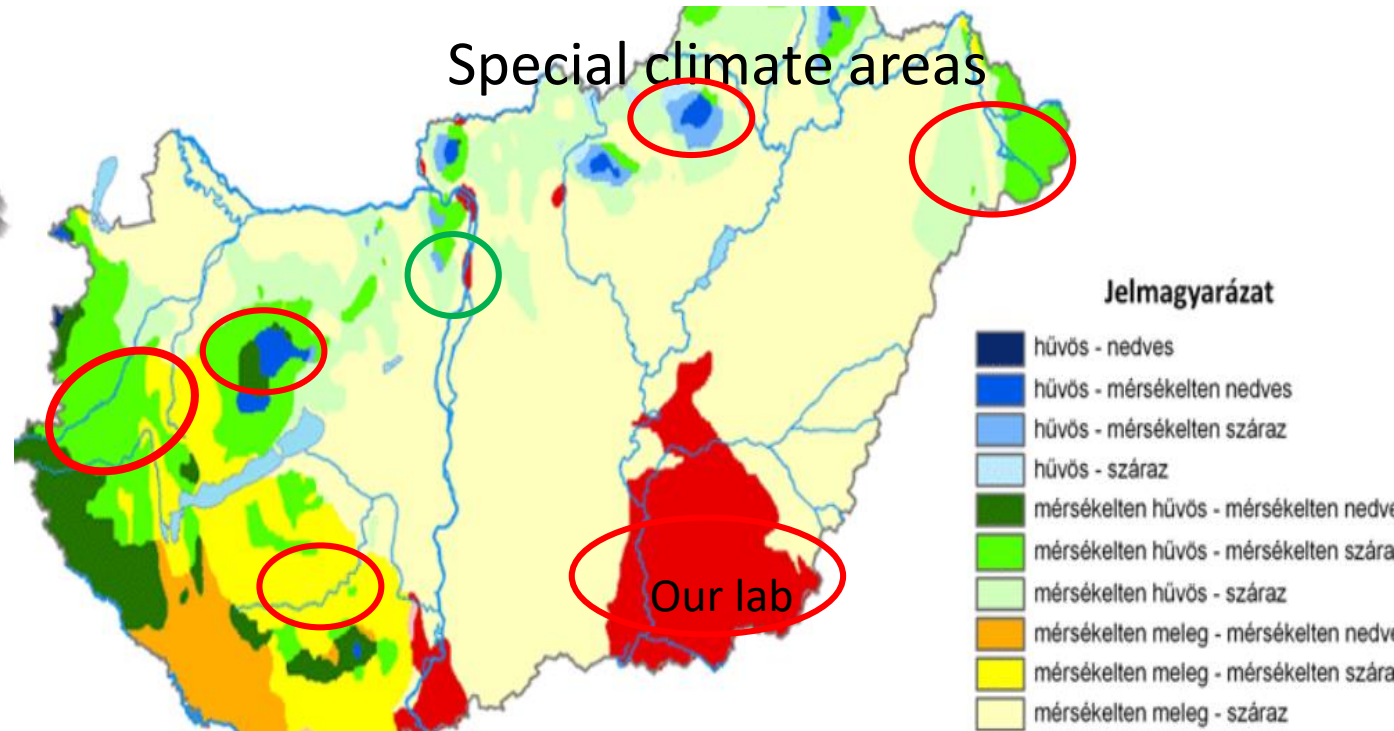 Special climate areas
Jelmagyarázat
hűvös - nedves
hűvös - mérsékelten nedves
hűvös - mérsékelten száraz
hűvös - száraz
mérsékelten hűvös - mérsékelten nedve
mérsékelten hűvös - mérsékelten szára
mérsékelten hűvös - száraz
mérsékelten meleg - mérsékelten nedve
mérsékelten meleg - mérsékelten szára
mérsékelten meleg - száraz
Our lab